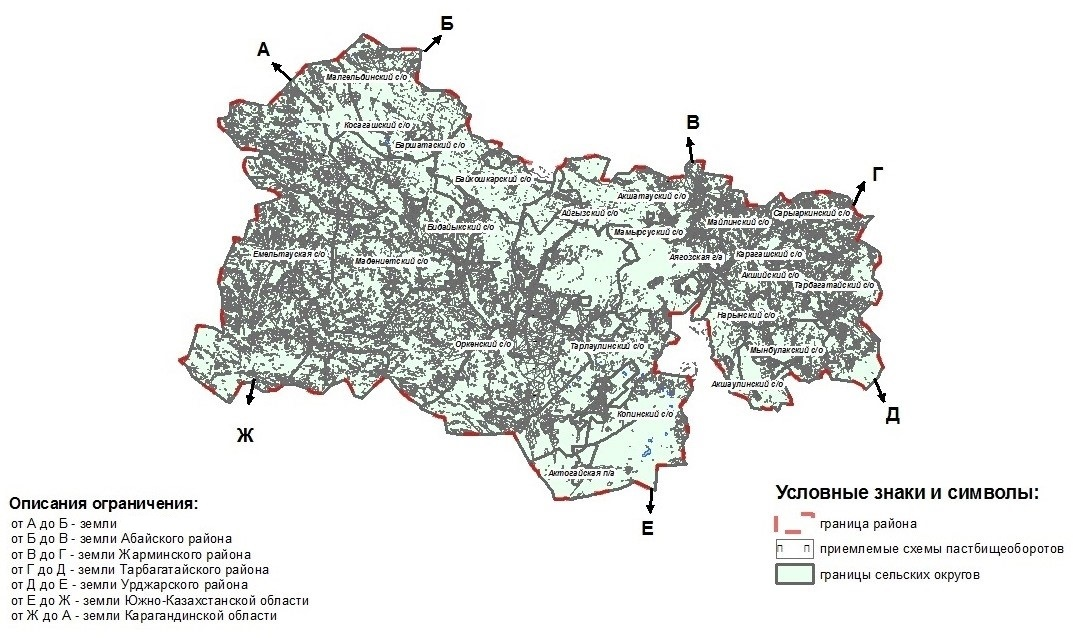 Б
А
Малгельбинский с/о
Косагашский с/о
В
Баршатаский с/о
Г
Байкошкарский с/о
Акшатауский с/о
Айгызский с/о
Сарыаркинский с/о
Майлинский с/о
Бидайыкский с/о
Мамырсуский с/о
Емельтауская с/о
Мадениетский с/о
Аягозская г/а
Карагашский с/о
Акшийский с/о
Тарбагатайский с/о
Нарынский с/о
Оркенский с/о
Тарлаулинский с/о
Мынбулакский с/о
Акшаулинский с/о
Копинский с/о
Д
Ж
Актогайская п/а
Е
Описания ограничения:
от А до Б - земли
от Б до В - земли Абайского района
от В до Г - земли Жарминского района
от Г до Д - земли Тарбагатайского района
от Д до Е - земли Урджарского района
от Е до Ж - земли Южно-Казахстанской области
от Ж до А - земли Карагандинской области
Условные знаки и символы:
граница района
п п приемлемые схемы пастбищеоборотов
границы сельских округов